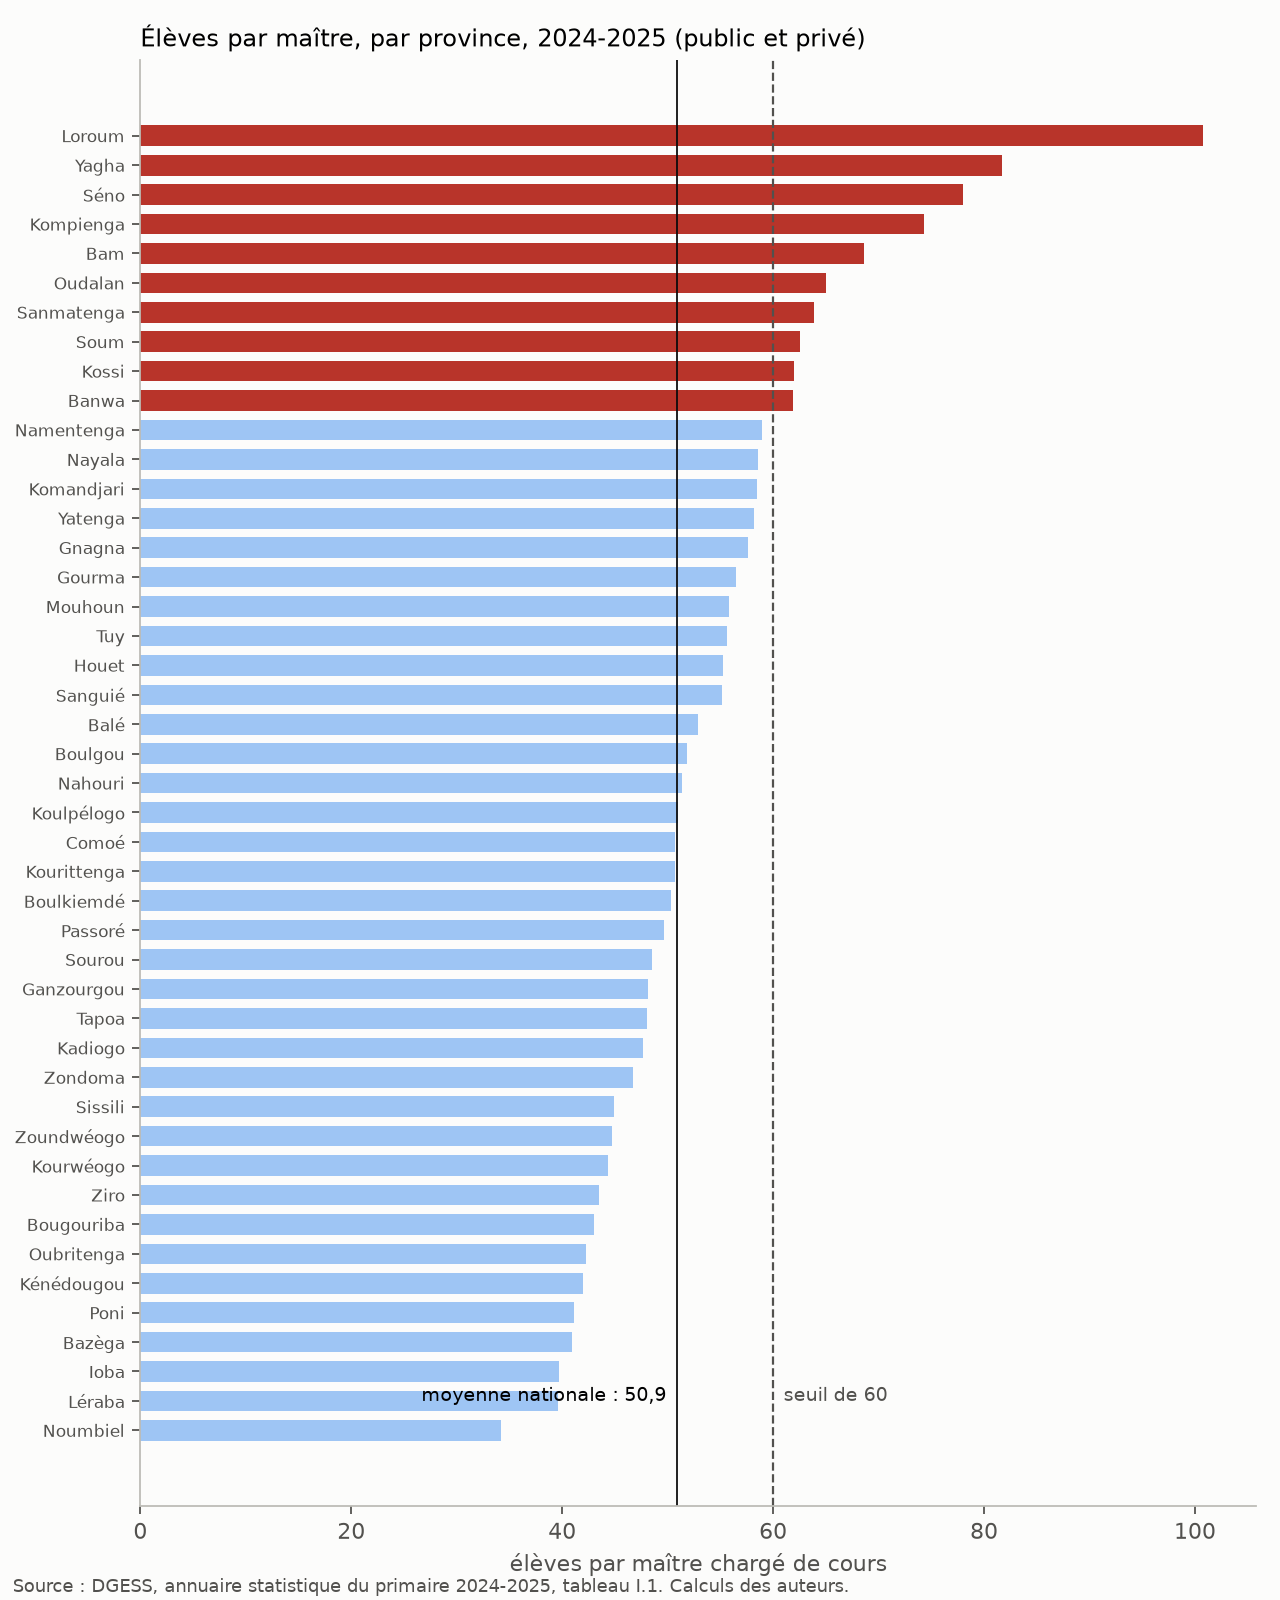 Élèves par maître, par province, 2024-2025 (public et privé)
Loroum
Yagha
Séno
Kompienga
Bam
Oudalan
Sanmatenga
Soum
Kossi
Banwa
Namentenga
Nayala
Komandjari
Yatenga
Gnagna
Gourma
Mouhoun
Tuy
Houet
Sanguié
Balé
Boulgou
Nahouri
Koulpélogo
Comoé
Kourittenga
Boulkiemdé
Passoré
Sourou
Ganzourgou
Tapoa
Kadiogo
Zondoma
Sissili
Zoundwéogo
Kourwéogo
Ziro
Bougouriba
Oubritenga
Kénédougou
Poni
Bazèga
Ioba
Léraba
moyenne nationale : 50,9
seuil de 60
Noumbiel
0 20 40 60 80 100
élèves par maître chargé de cours
Source : DGESS, annuaire statistique du primaire 2024-2025, tableau I.1. Calculs des auteurs.